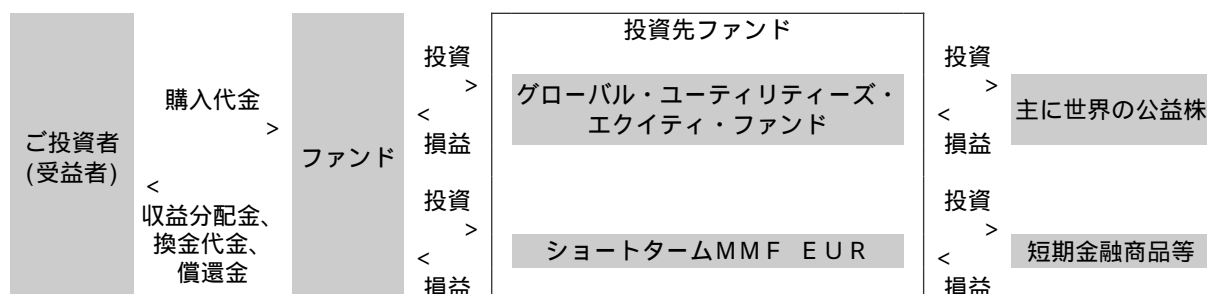 ご投資者
(受益者)
購入代金
>
<
収益分配金、
換金代金、
償還金
ファンド
投資
>
<
損益
投資
>
<
損益
投資先ファンド
グローバル・ユーティリティーズ・
エクイティ・ファンド
ショートタームＭＭＦ　ＥＵＲ
投資
>
<
損益
投資
>
<
損益
主に世界の公益株
短期金融商品等